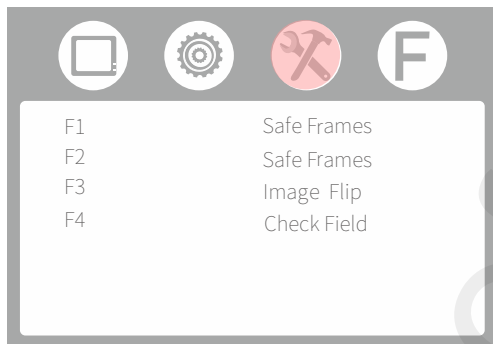 F
F1 Safe Frames
F2 Safe Frames
F3 Image Flip
F4 Check Field